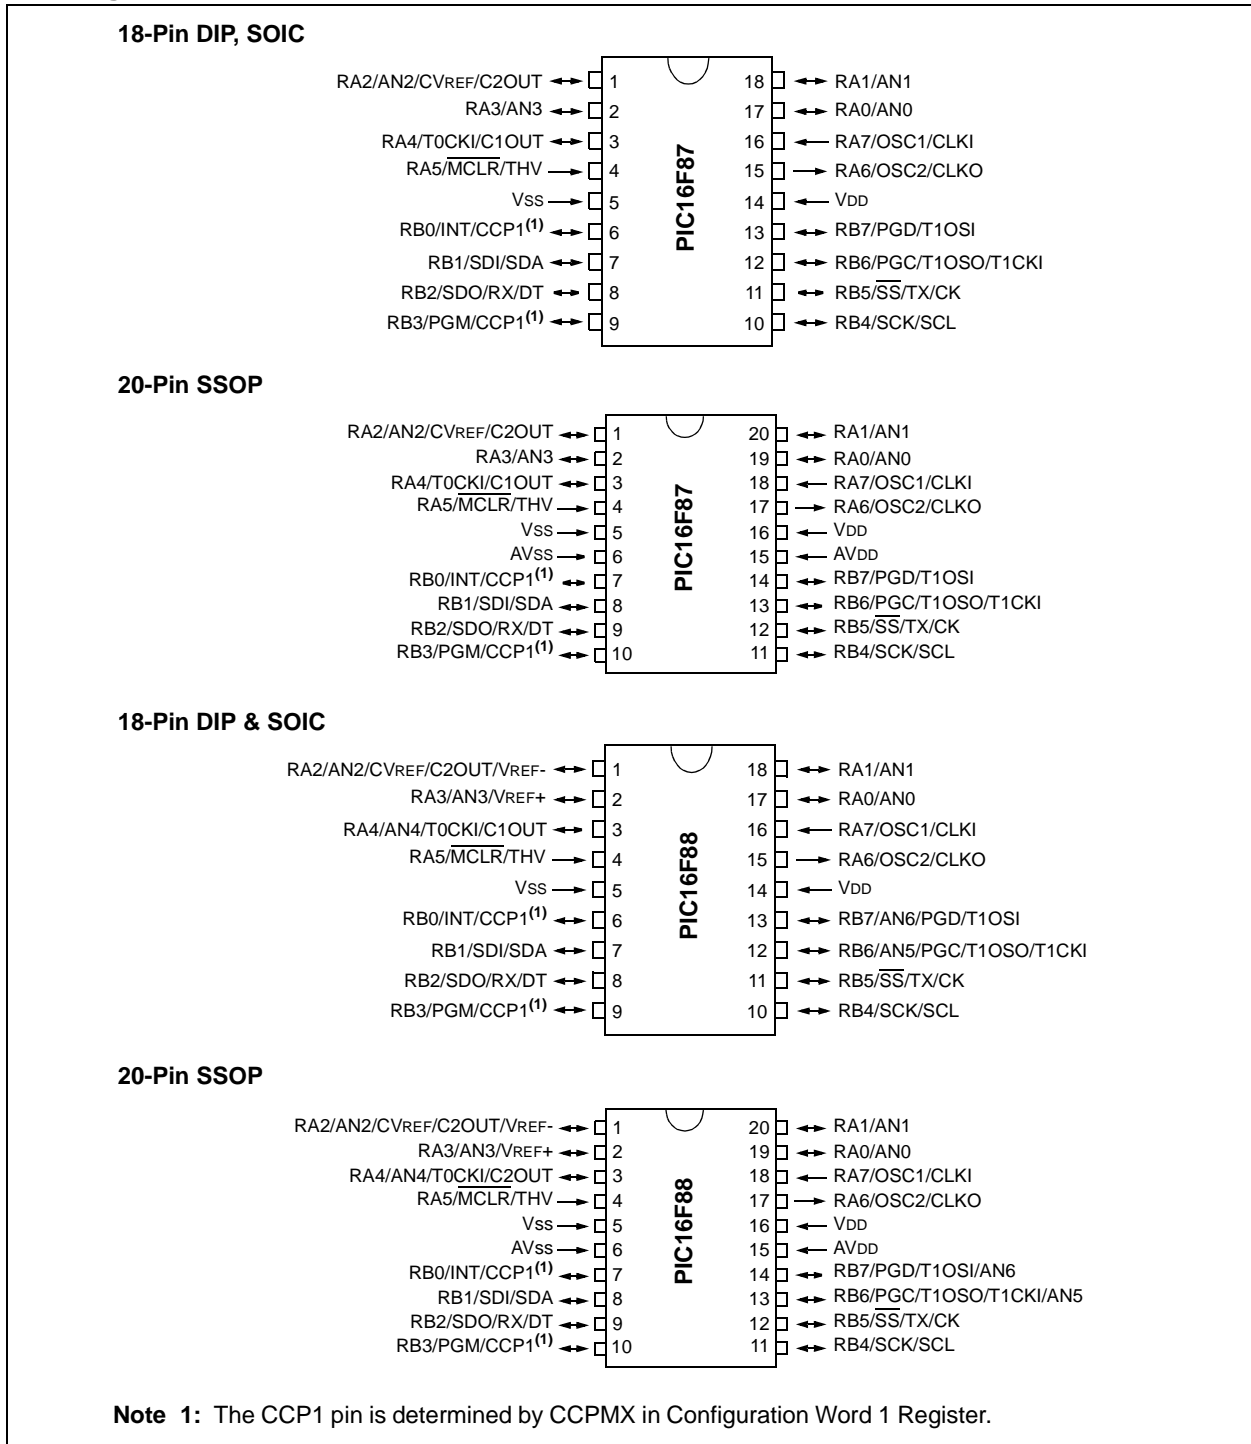 18-Pin DIP, SOIC
RA2/AN2/CVREF/C2OUT 1 18 RA1/AN1
RA3/AN3 2 17 RA0/AN0
RA4/T0CKI/C1OUT 3 16 RA7/OSC1/CLKI
RA5/MCLR/THV 4 15 RA6/OSC2/CLKO
VSS 5 14 VDD
RB0/INT/CCP1(1) 6 13 RB7/PGD/T1OSI
RB1/SDI/SDA 7 12 RB6/PGC/T1OSO/T1CKI
RB2/SDO/RX/DT 8 11 RB5/SS/TX/CK
RB3/PGM/CCP1(1) 9 10 RB4/SCK/SCL
PIC16F87
20-Pin SSOP
RA2/AN2/CVREF/C2OUT 1 20 RA1/AN1
RA3/AN3 2 19 RA0/AN0
RA4/T0CKI/C1OUT 3 18 RA7/OSC1/CLKI
RA5/MCLR/THV 4 17 RA6/OSC2/CLKO
VSS 5 16 VDD
AVSS 6 15 AVDD
RB0/INT/CCP1(1) 7 14 RB7/PGD/T1OSI
RB1/SDI/SDA 8 13 RB6/PGC/T1OSO/T1CKI
RB2/SDO/RX/DT 9 12 RB5/SS/TX/CK
RB3/PGM/CCP1(1) 10 11 RB4/SCK/SCL
PIC16F87
18-Pin DIP & SOIC
RA2/AN2/CVREF/C2OUT/VREF- 1 18 RA1/AN1
RA3/AN3/VREF+ 2 17 RA0/AN0
RA4/AN4/T0CKI/C1OUT 3 16 RA7/OSC1/CLKI
RA5/MCLR/THV 4 15 RA6/OSC2/CLKO
VSS 5 14 VDD
RB0/INT/CCP1(1) 6 13 RB7/AN6/PGD/T1OSI
RB1/SDI/SDA 7 12 RB6/AN5/PGC/T1OSO/T1CKI
RB2/SDO/RX/DT 8 11 RB5/SS/TX/CK
RB3/PGM/CCP1(1) 9 10 RB4/SCK/SCL
PIC16F88
20-Pin SSOP
RA2/AN2/CVREF/C2OUT/VREF- 1 20 RA1/AN1
RA3/AN3/VREF+ 2 19 RA0/AN0
RA4/AN4/T0CKI/C2OUT 3 18 RA7/OSC1/CLKI
RA5/MCLR/THV 4 17 RA6/OSC2/CLKO
VSS 5 16 VDD
AVSS 6 15 AVDD
RB0/INT/CCP1(1) 7 14 RB7/PGD/T1OSI/AN6
RB1/SDI/SDA 8 13 RB6/PGC/T1OSO/T1CKI/AN5
RB2/SDO/RX/DT 9 12 RB5/SS/TX/CK
RB3/PGM/CCP1(1) 10 11 RB4/SCK/SCL
PIC16F88
Note 1: The CCP1 pin is determined by CCPMX in Configuration Word 1 Register.